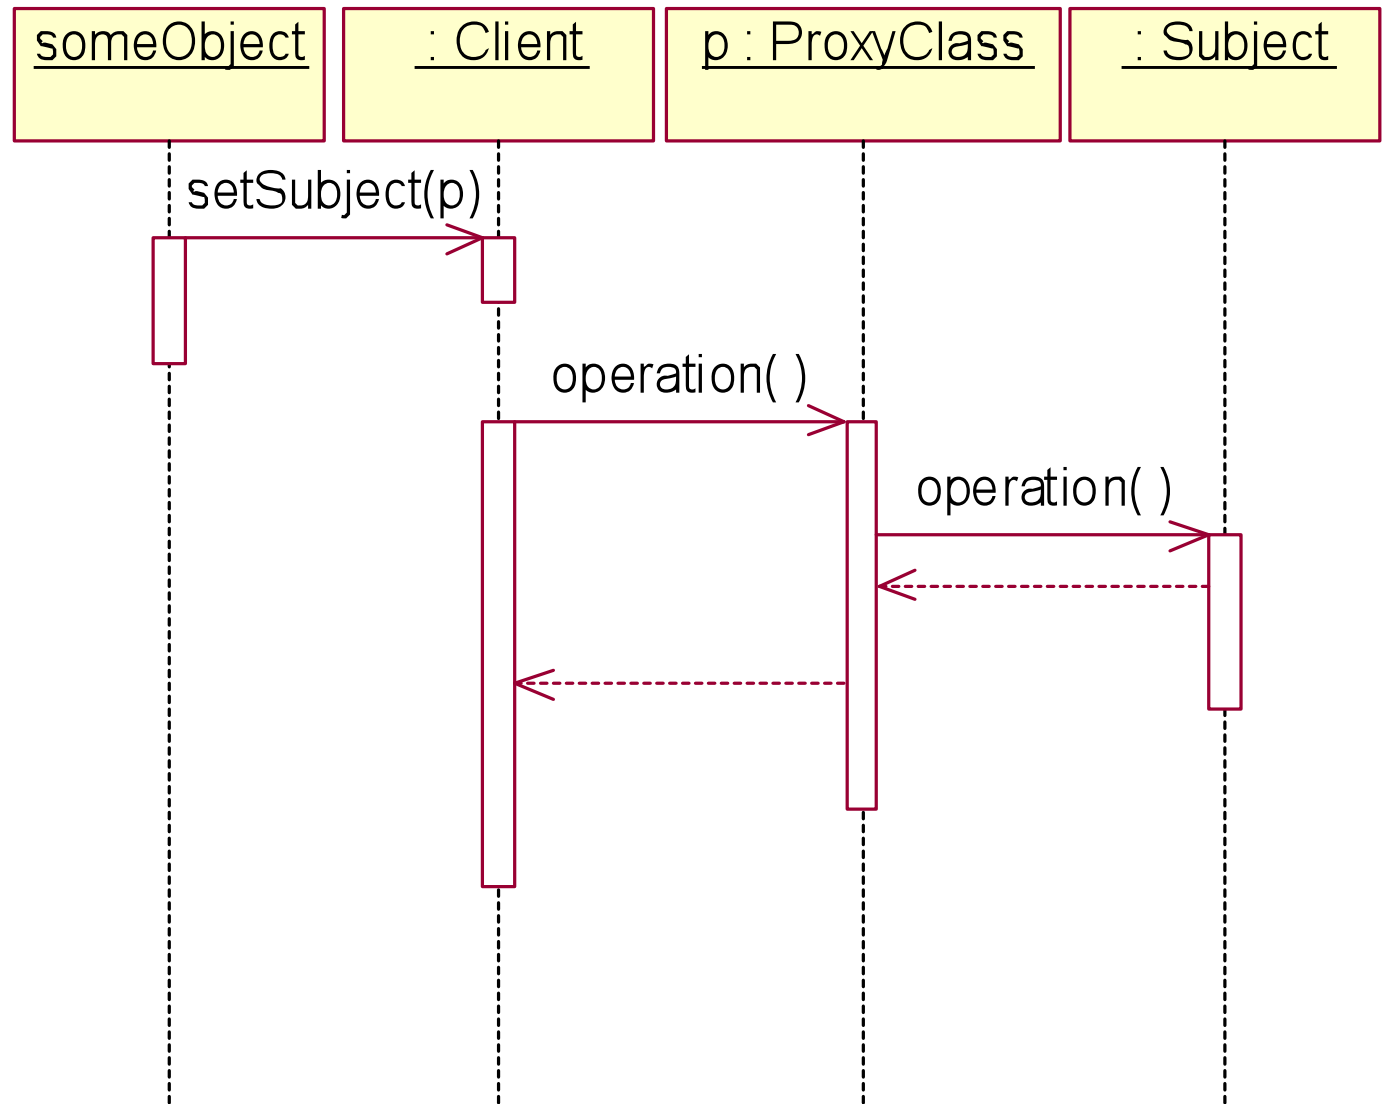 someObject
: Client
p : ProxyClass
: Subject
setSubject(p)
operation( )
operation( )